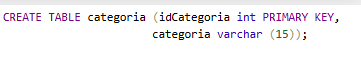 CREATE TABLE categoria (idCategoria int PRIMARY KEY,
categoria varchar (15));